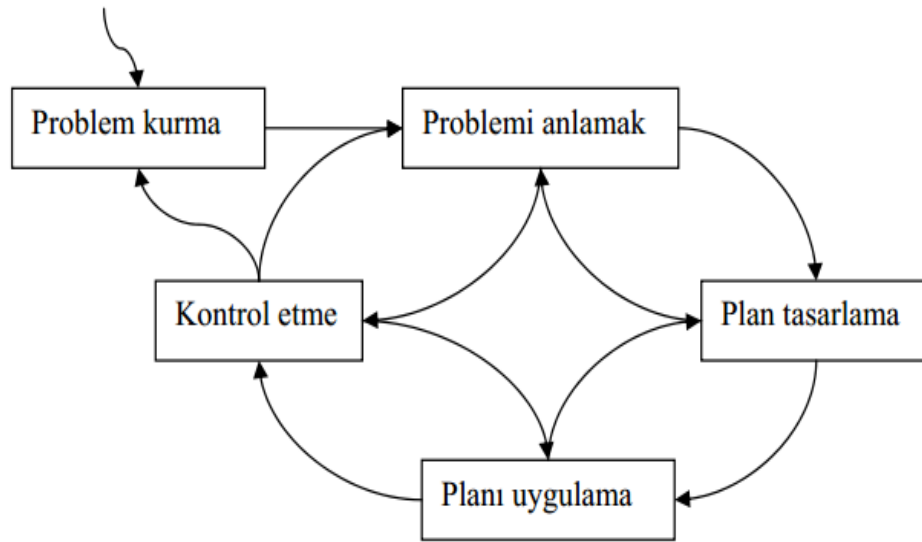 Problem kurma
Problemi anlamak
Kontrol etme
Plan tasarlama
Planı uygulama